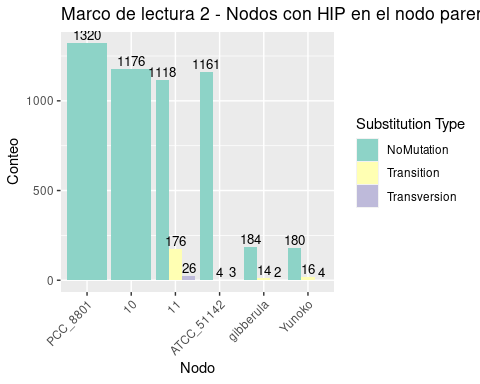 Marco de lectura 2 - Nodos con HIP en el nodo paren
1320
1176
1118
1161
176
26
4
3
184
14
2
180
16
4
1000
500
0
Conteo
PCC_8801
10
11
ATCC_51142
gibberula
Yunoko
Nodo
Substitution Type
NoMutation
Transition
Transversion